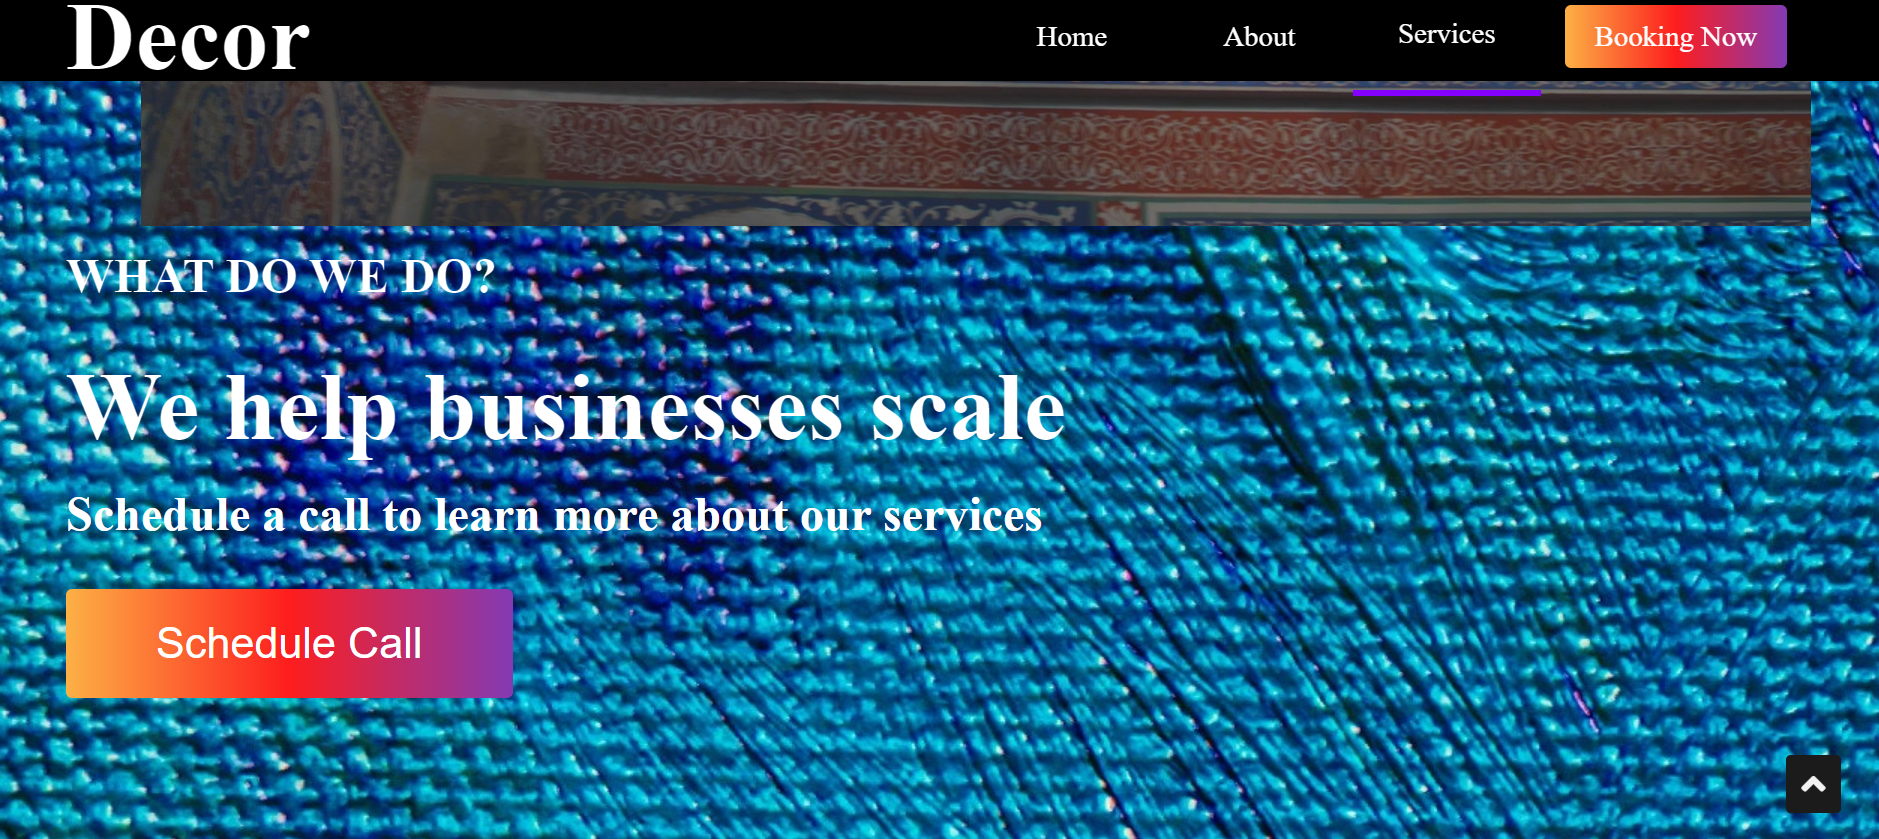 Decor
Home
About
Services
Booking Now
WHAT DO WE DO?
We help businesses scale
Schedule a call to learn more about our services
Schedule Call